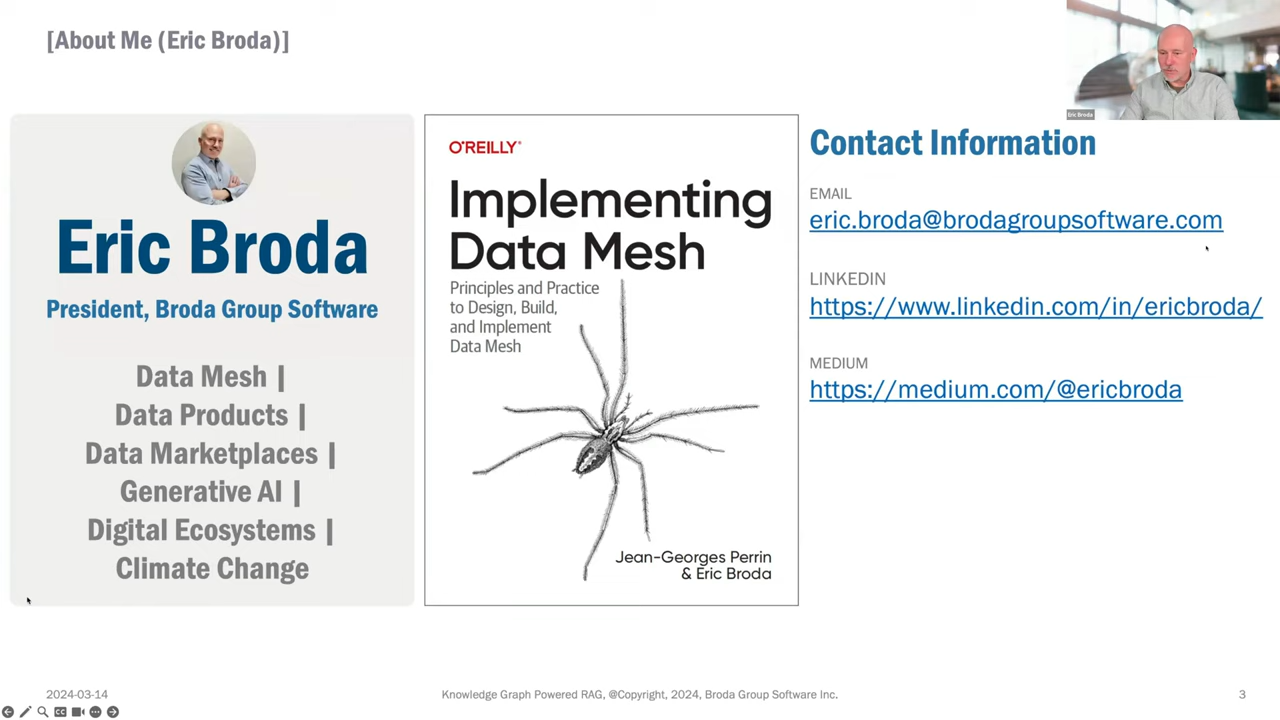 [About Me (Eric Broda)]
Eric Broda
Eric Broda
President, Broda Group Software
Data Mesh |
Data Products |
Data Marketplaces |
Generative AI |
Digital Ecosystems |
Climate Change
O'REILLY®
Implementing
Data Mesh
Principles and Practice
to Design, Build,
and Implement
Data Mesh
Jean-Georges Perrin
& Eric Broda
Contact Information
EMAIL
eric.broda@brodagroupsoftware.com
LINKEDIN
https://www.linkedin.com/in/ericbroda/
MEDIUM
https://medium.com/@ericbroda
2024-03-14
Knowledge Graph Powered RAG, @Copyright, 2024, Broda Group Software Inc.
3
CC